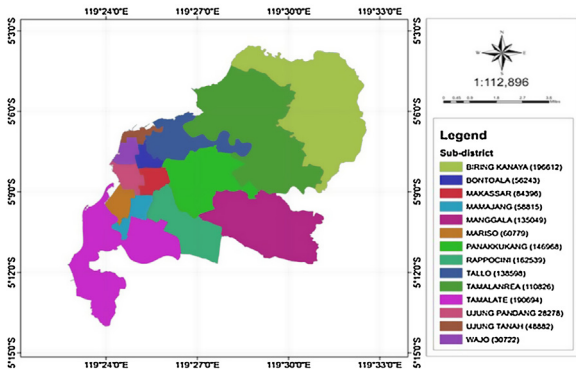 119°24'0"E 119°27'0"E 119°30'0"E 119°33'0"E
5°3'0"S 5°3'0"S
5°6'0"S 5°6'0"S
5°9'0"S 5°9'0"S
5°12'0"S 5°12'0"S
5°15'0"S 5°15'0"S
119°24'0"E 119°27'0"E 119°30'0"E 119°33'0"E
N
W E
S
1:112,896
Legend
Sub-district
BIRING KANAYA (196612)
BONTOALA (56243)
MAKASSAR (84396)
MAMAJANG (58815)
MANGGALA (135049)
MARISO (60779)
PANAKKUKANG (146968)
RAPPOCINI (162539)
TALLO (138598)
TAMALANREA (110826)
TAMALATE (190694)
UJUNG PANDANG 28278)
UJUNG TANAH (48882)
WAJO (30722)